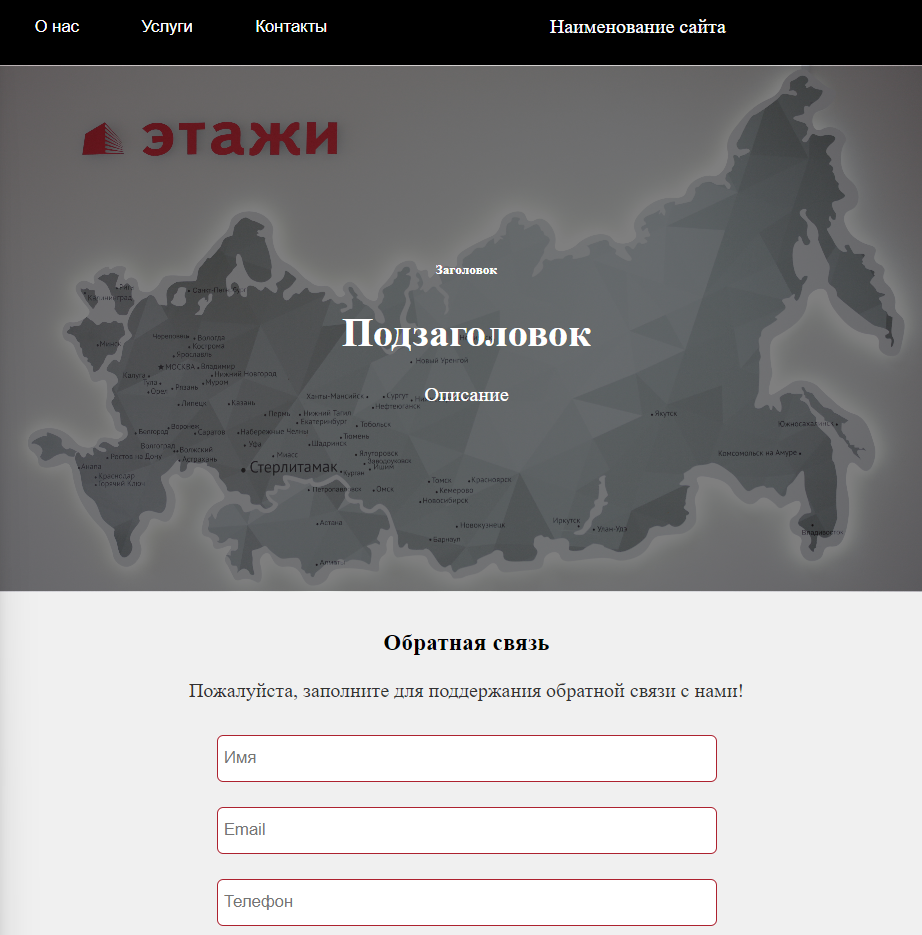 О нас Услуги Контакты Наименование сайта
этажи
Заголовок
Подзаголовок
Описание
Санкт-Петербург
Калининград
Минск
Череповец
Вологда
Кострома
Ярославль
МОСКВА
Владимир
Нижний Новгород
Калуга
Тула
Рязань
Муром
Орел
Липецк
Казань
Пермь
Нижний Тагил
Екатеринбург
Ханты-Мансийск
Сургут
Нефтеюганск
Новый Уренгой
Тобольск
Тюмень
Белгород
Воронеж
Саратов
Набережные Челны
Уфа
Шадринск
Волгоград
Волжский
Ростов-на-Дону
Астрахань
Миасс
Ялуторовск
Заводоуковск
Ишим
Анапа
Краснодар
Горячий Ключ
Стерлитамак
Курган
Петропавловск
Омск
Томск
Красноярск
Кемерово
Новосибирск
Астана
Новокузнецк
Барнаул
Иркутск
Улан-Удэ
Алматы
Якутск
Южно-Сахалинск
Комсомольск на Амуре
Владивосток
Обратная связь
Пожалуйста, заполните для поддержания обратной связи с нами!
Имя
Email
Телефон